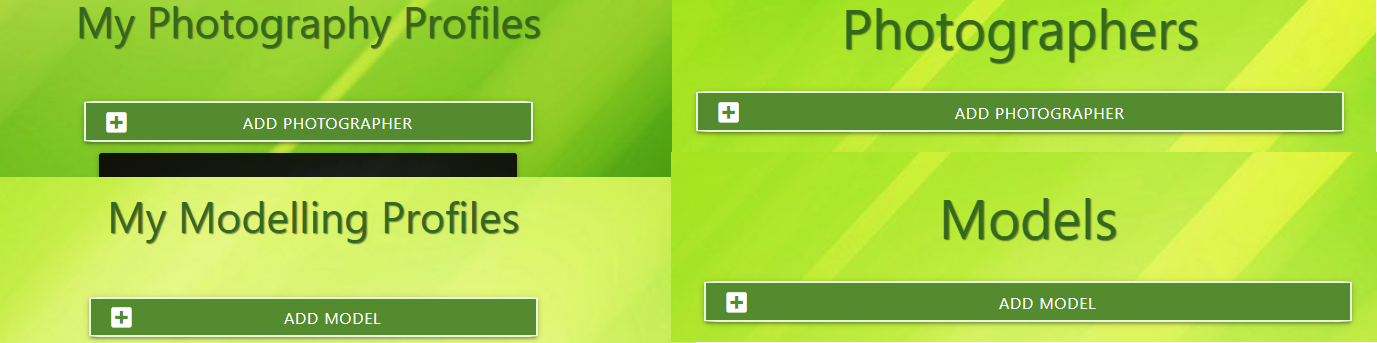 My Photography Profiles
ADD PHOTOGRAPHER
My Modelling Profiles
ADD MODEL
Photographers
ADD PHOTOGRAPHER
Models
ADD MODEL